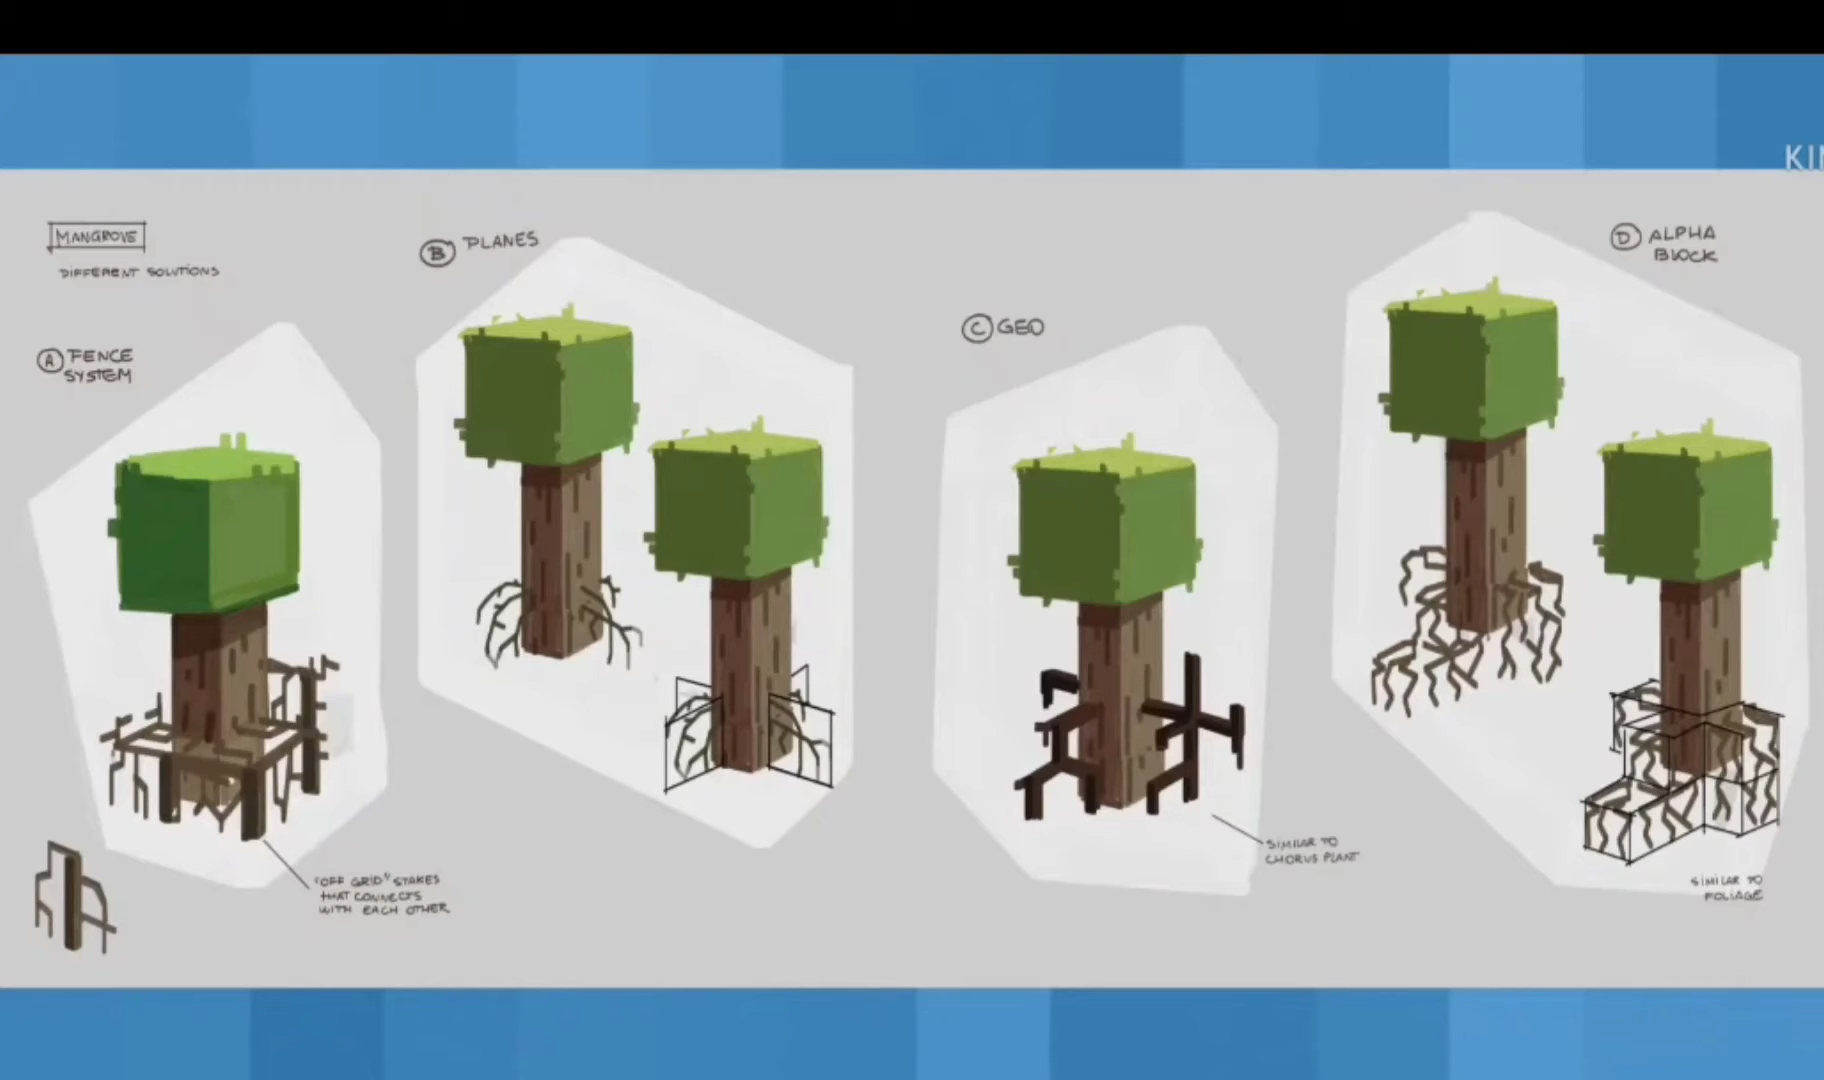 MANGROVE
DIFFERENT SOLUTIONS
A FENCE
SYSTEM
"OFF GRID" STAKES
THAT CONNECTS
WITH EACH OTHER
B PLANES
C GEO
SIMILAR TO
CHORUS PLANT
D ALPHA
BLOCK
SIMILAR TO
FOLIAGE